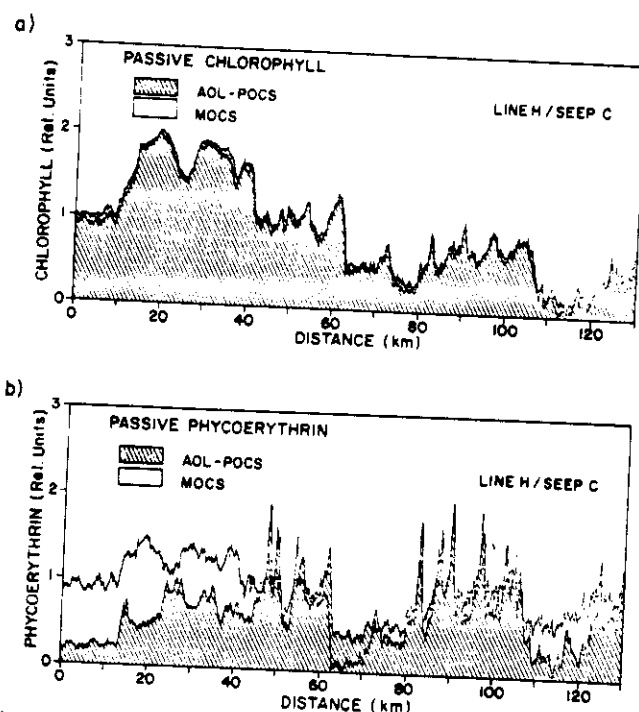 a)
3
2
1
0
CHLOROPHYLL (Rel. Units)
PASSIVE CHLOROPHYLL
AOL-POCS
MOCS
LINE H / SEEP C
0 20 40 60 80 100 120
DISTANCE (km)
b)
3
2
1
0
PHYCOERYTHRIN (Rel. Units)
PASSIVE PHYCOERYTHRIN
AOL-POCS
MOCS
LINE H / SEEP C
0 20 40 60 80 100 120
DISTANCE (km)